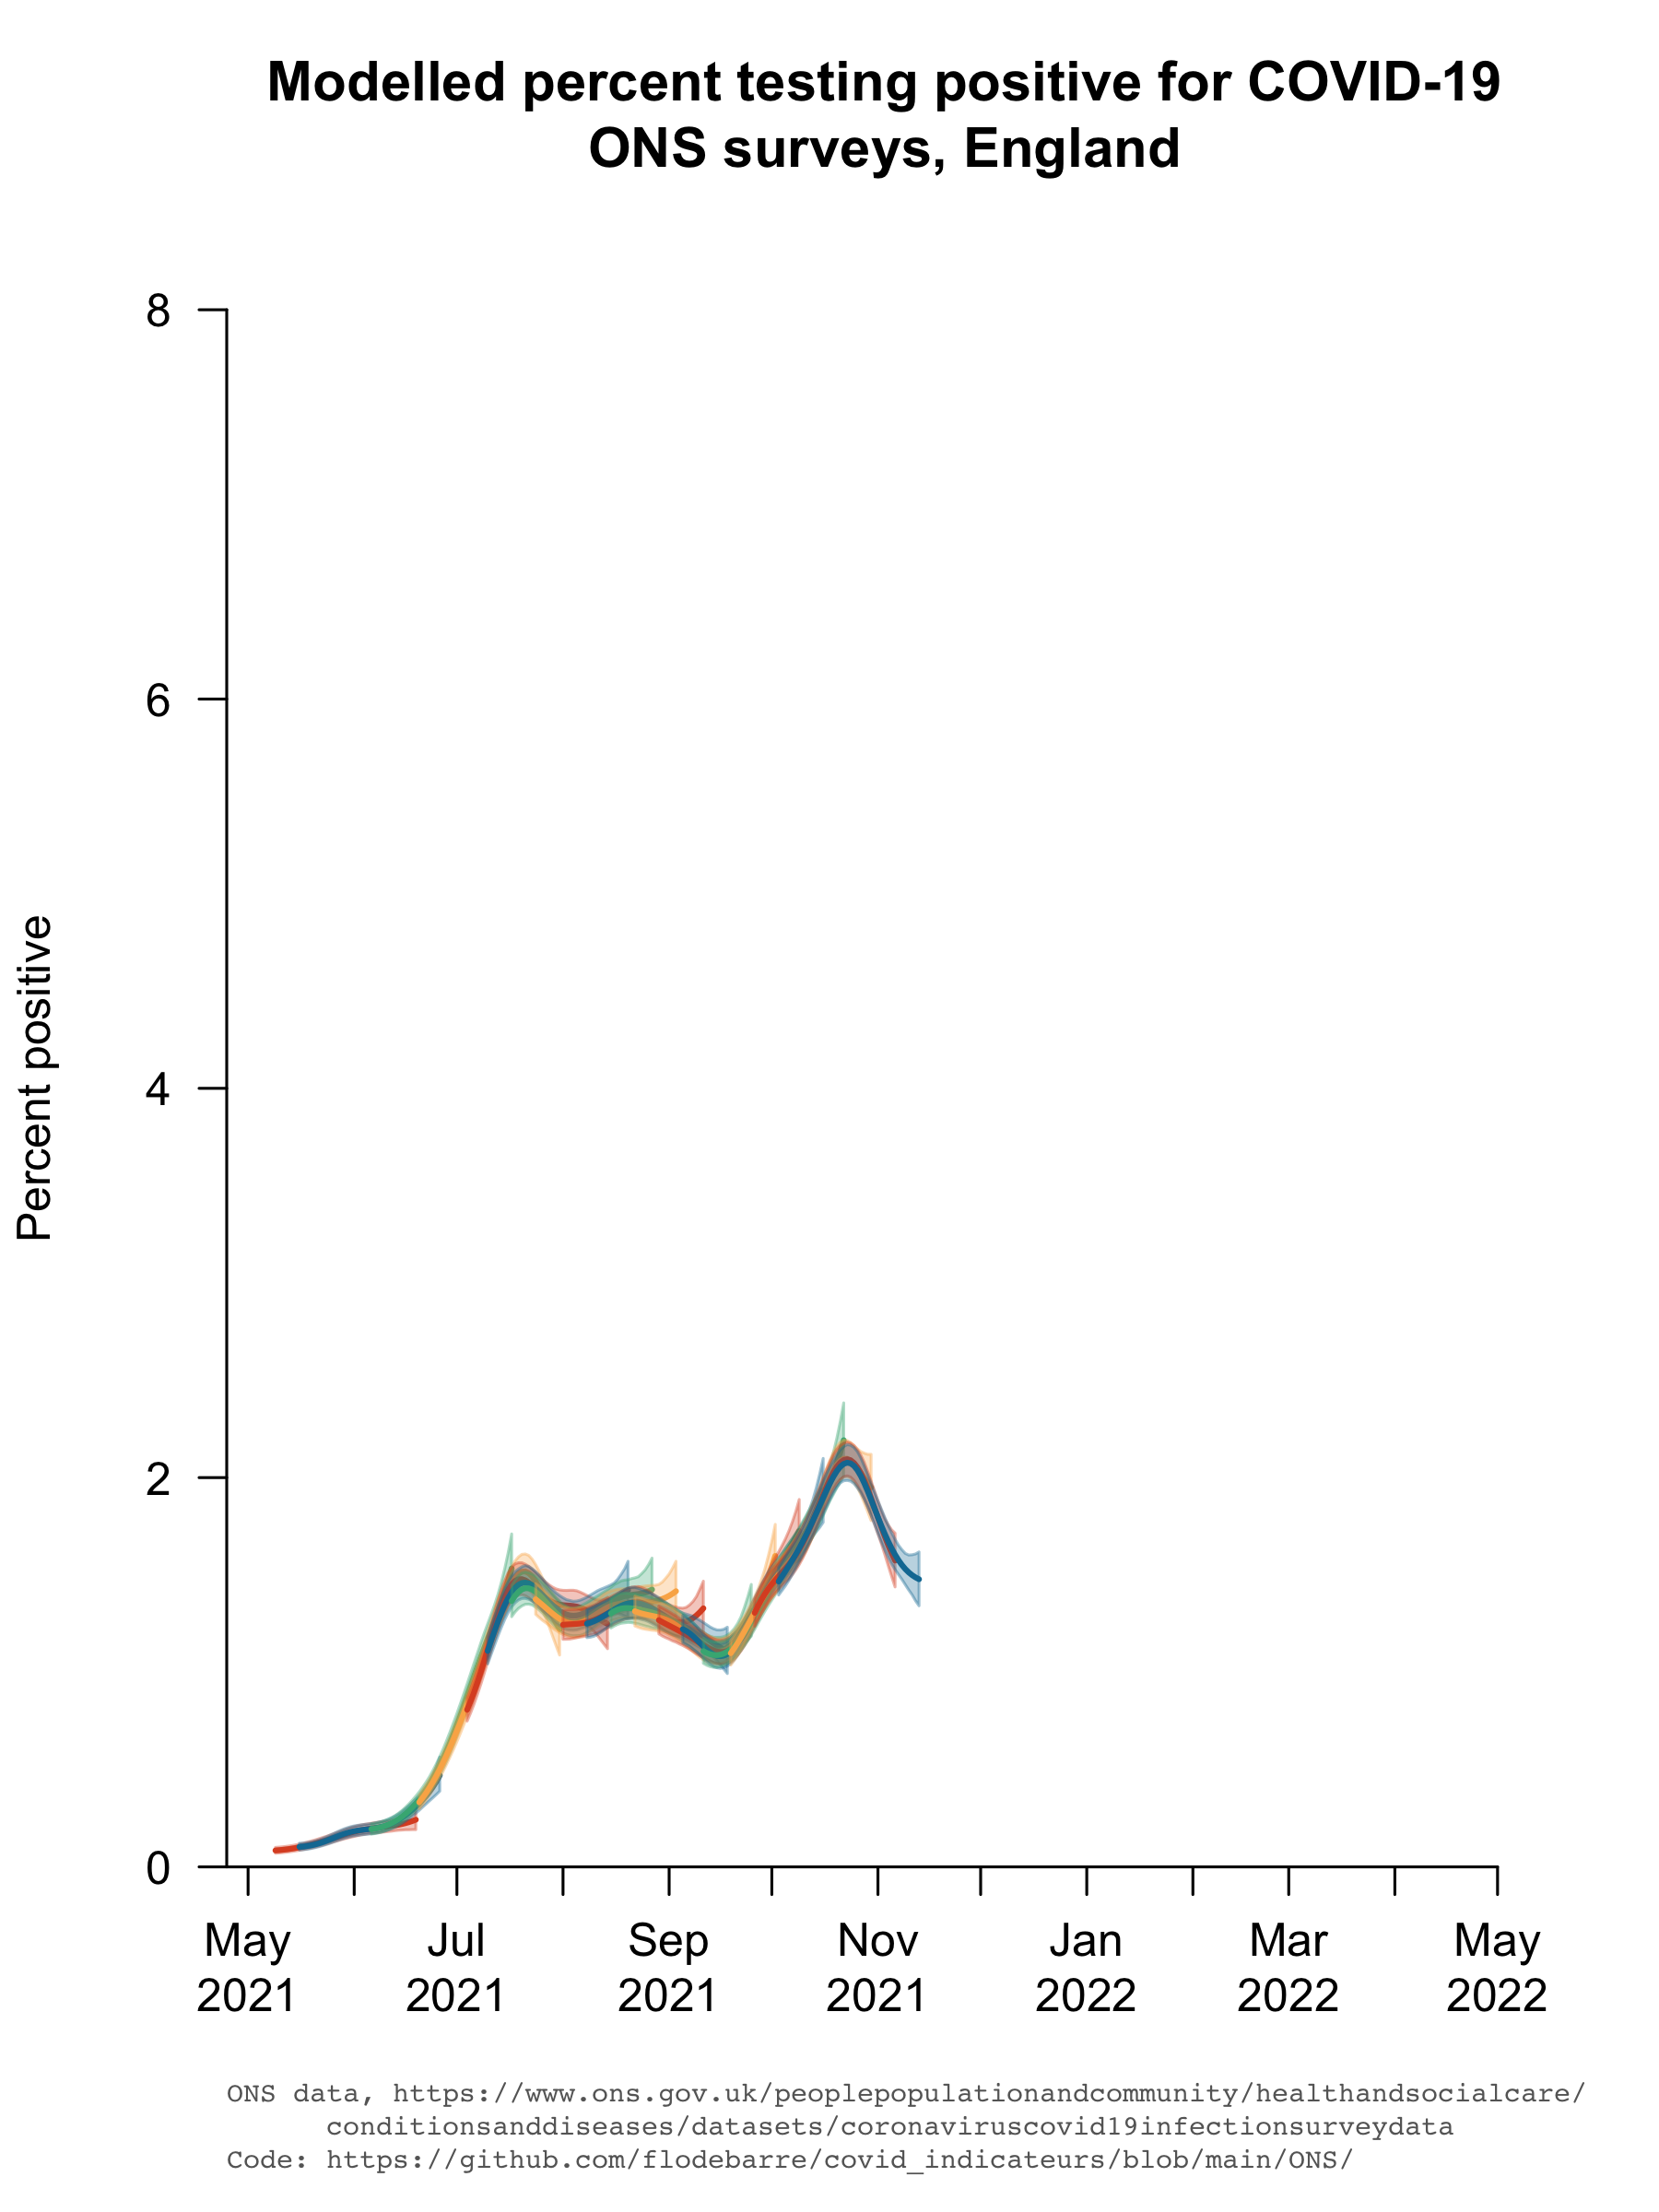 Modelled percent testing positive for COVID-19
ONS surveys, England
8
6
4
2
0
Percent positive
May Jul Sep Nov Jan Mar May
2021 2021 2021 2021 2022 2022 2022
ONS data, https://www.ons.gov.uk/peoplepopulationandcommunity/healthandsocialcare/
conditionsanddiseases/datasets/coronaviruscovid19infectionsurveydata
Code: https://github.com/flodebarre/covid_indicateurs/blob/main/ONS/